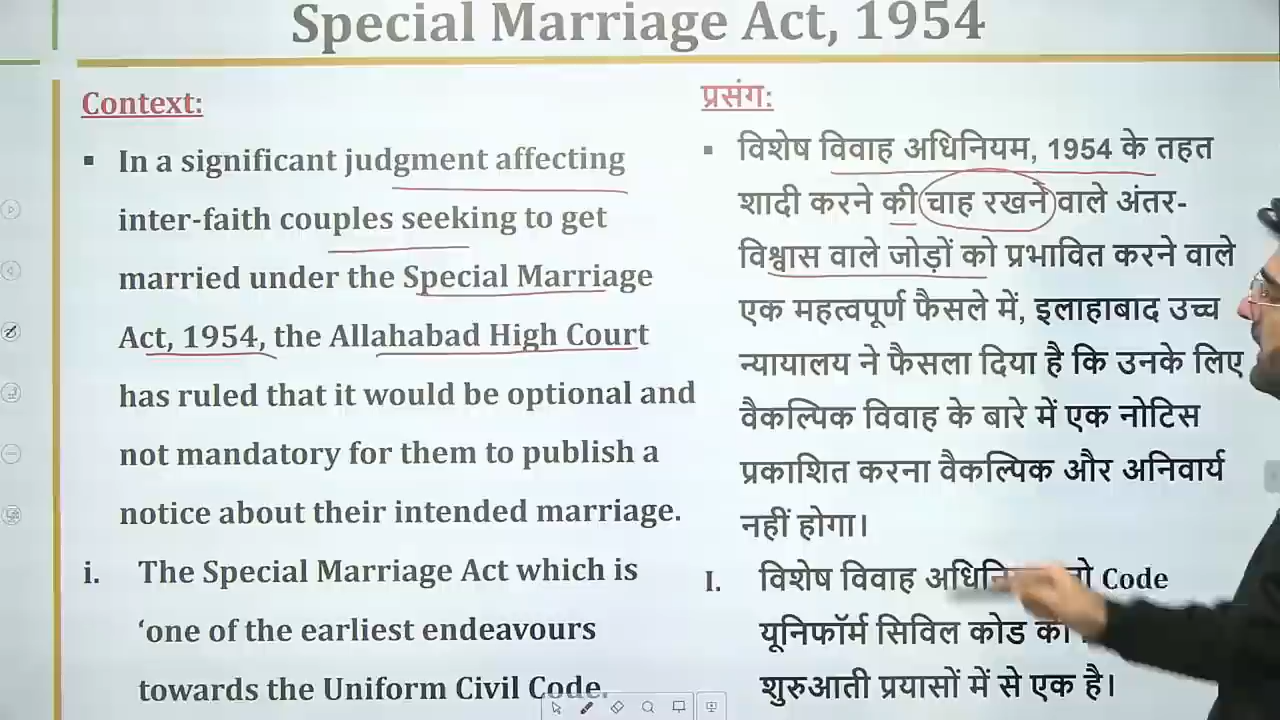 Special Marriage Act, 1954
Context:
▪ In a significant judgment affecting
inter-faith couples seeking to get
married under the Special Marriage
Act, 1954, the Allahabad High Court
has ruled that it would be optional and
not mandatory for them to publish a
notice about their intended marriage.
i. The Special Marriage Act which is
‘one of the earliest endeavours
towards the Uniform Civil Code.
प्रसंग:
▪ विशेष विवाह अधिनियम, 1954 के तहत
शादी करने की चाह रखने वाले अंतर-
विश्वास वाले जोड़ों को प्रभावित करने वाले
एक महत्वपूर्ण फैसले में, इलाहाबाद उच्च
न्यायालय ने फैसला दिया है कि उनके लिए
वैकल्पिक विवाह के बारे में एक नोटिस
प्रकाशित करना वैकल्पिक और अनिवार्य
नहीं होगा।
I. विशेष विवाह Code
यूनिफॉर्म सिविल कोड
शुरुआती प्रयासों में से एक है।